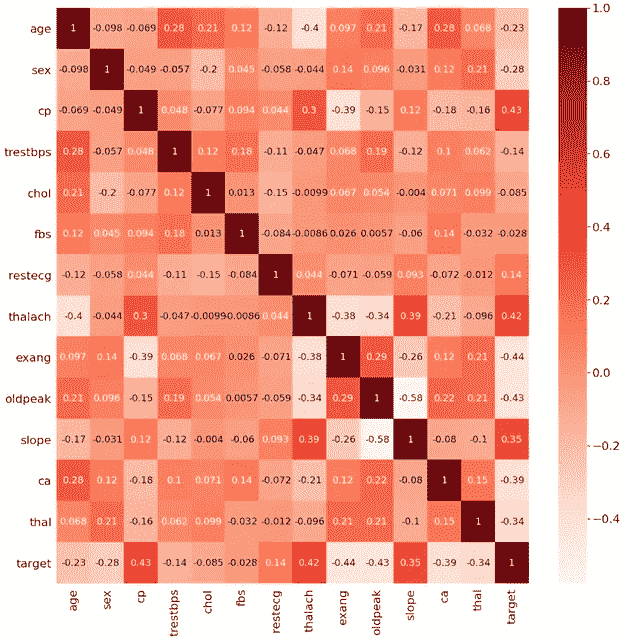 1.0
age 1 -0.098 -0.069 0.28 0.21 0.12 -0.12 -0.4 0.097 0.21 -0.17 0.28 0.068 -0.23
sex -0.098 1 -0.049 -0.057 -0.2 0.045 -0.058 -0.044 0.14 0.096 -0.031 0.12 0.21 -0.28
0.8
cp -0.069 -0.049 1 0.048 -0.077 0.094 0.044 0.3 -0.39 -0.15 0.12 -0.18 -0.16 0.43
trestbps 0.28 -0.057 0.048 1 0.12 0.18 -0.11 -0.047 0.068 0.19 -0.12 0.1 0.062 -0.14
0.6
chol 0.21 -0.2 -0.077 0.12 1 0.013 -0.15 -0.0099 0.067 0.054 -0.004 0.071 0.099 -0.085
0.4
fbs 0.12 0.045 0.094 0.18 0.013 1 -0.084 -0.0086 0.026 0.0057 -0.06 0.14 -0.032 -0.028
restecg -0.12 -0.058 0.044 -0.11 -0.15 -0.084 1 0.044 -0.071 -0.059 0.093 -0.072 -0.012 0.14
0.2
thalach -0.4 -0.044 0.3 -0.047 -0.0099 -0.0086 0.044 1 -0.38 -0.34 0.39 -0.21 -0.096 0.42
exang 0.097 0.14 -0.39 0.068 0.067 0.026 -0.071 -0.38 1 0.29 -0.26 0.12 0.21 -0.44
0.0
oldpeak 0.21 0.096 -0.15 0.19 0.054 0.0057 -0.059 -0.34 0.29 1 -0.58 0.22 0.21 -0.43
slope -0.17 -0.031 0.12 -0.12 -0.004 -0.06 0.093 0.39 -0.26 -0.58 1 -0.08 -0.1 0.35
−0.2
ca 0.28 0.12 -0.18 0.1 0.071 0.14 -0.072 -0.21 0.12 0.22 -0.08 1 0.15 -0.39
−0.4
thal 0.068 0.21 -0.16 0.062 0.099 -0.032 -0.012 -0.096 0.21 0.21 -0.1 0.15 1 -0.34
target -0.23 -0.28 0.43 -0.14 -0.085 -0.028 0.14 0.42 -0.44 -0.43 0.35 -0.39 -0.34 1
age sex cp trestbps chol fbs restecg thalach exang oldpeak slope ca thal target